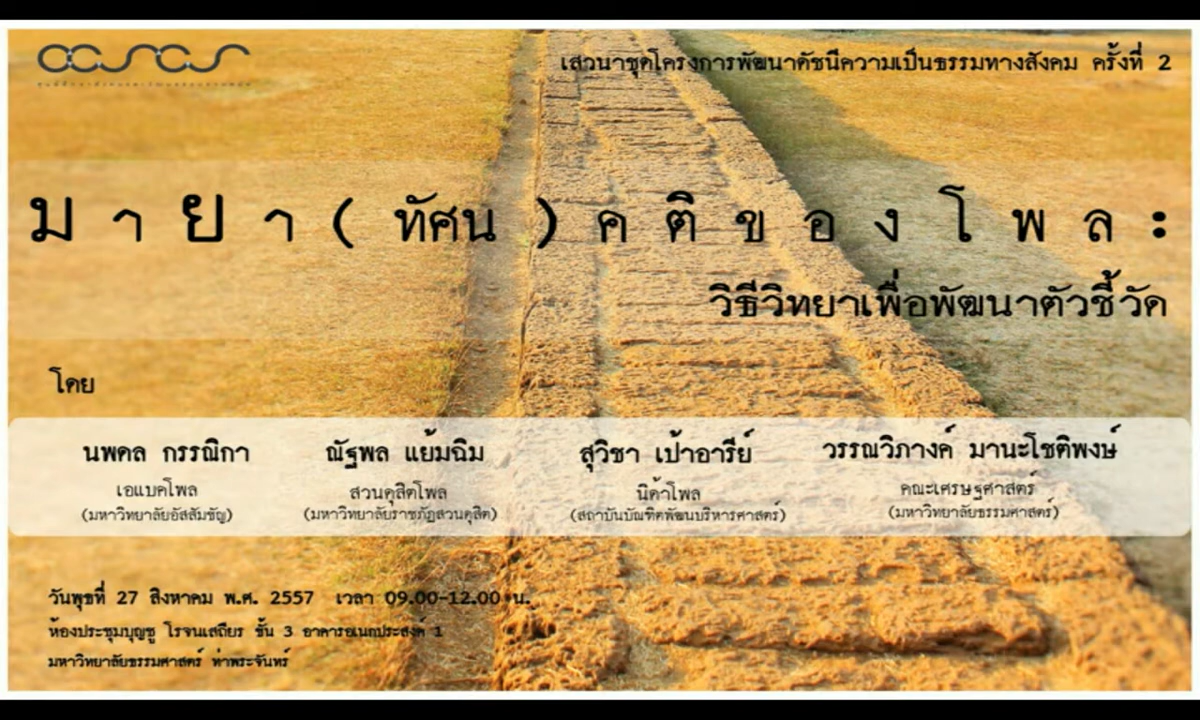 เสวนาชุดโครงการพัฒนาดัชนีความเป็นธรรมทางสังคม ครั้งที่ 2
มายา(ทัศน)คติของโพล:
วิธีวิทยาเพื่อพัฒนาตัวชี้วัด
โดย
นพดล กรรณิกา
เอแบคโพล
(มหาวิทยาลัยอัสสัมชัญ)
ณัฐพล แย้มฉิม
สวนดุสิตโพล
(มหาวิทยาลัยราชภัฏสวนดุสิต)
สุวิชา เป้าอารีย์
นิด้าโพล
(สถาบันบัณฑิตพัฒนบริหารศาสตร์)
วรรณวิภางค์ มานะโชติพงษ์
คณะเศรษฐศาสตร์
(มหาวิทยาลัยธรรมศาสตร์)
วันพุธที่ 27 สิงหาคม พ.ศ. 2557 เวลา 09.00-12.00 น.
ห้องประชุมบุญชู โรจนเสถียร ชั้น 3 อาคารอเนกประสงค์ 1
มหาวิทยาลัยธรรมศาสตร์ ท่าพระจันทร์